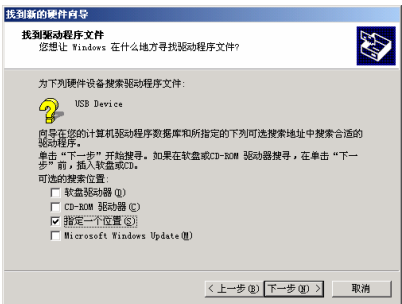 找到新的硬件向导
找到驱动程序文件
您想让 Windows 在什么地方寻找驱动程序文件?
为下列硬件设备搜索驱动程序文件:
USB Device
向导在您的计算机驱动程序数据库和所指定的下列可选搜索地址中搜索合适的
驱动程序。
单击“下一步”开始搜寻。如果在软盘或CD-ROM 驱动器搜寻，在单击“下一
步”前，插入软盘或CD。
可选的搜索位置:
软盘驱动器(D)
CD-ROM 驱动器(C)
指定一个位置(S)
Microsoft Windows Update(M)
< 上一步(B) 下一步(N) > 取消